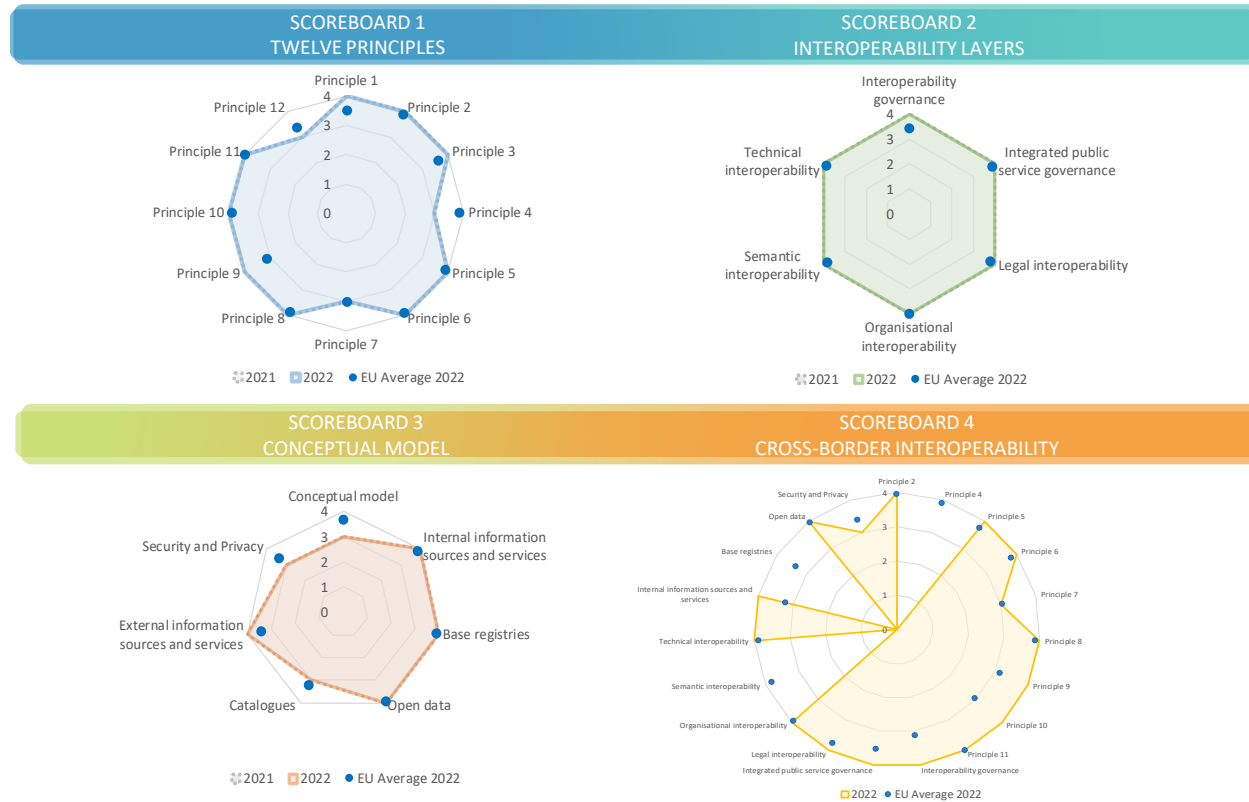 SCOREBOARD 1
TWELVE PRINCIPLES
SCOREBOARD 2
INTEROPERABILITY LAYERS
Principle 1
Principle 2
Principle 3
Principle 4
Principle 5
Principle 6
Principle 7
Principle 8
Principle 9
Principle 10
Principle 11
Principle 12
4
3
2
1
0
2021
2022
EU Average 2022
Interoperability
governance
Integrated public
service governance
Legal interoperability
Organisational
interoperability
Semantic
interoperability
Technical
interoperability
4
3
2
1
0
2021
2022
EU Average 2022
SCOREBOARD 3
CONCEPTUAL MODEL
SCOREBOARD 4
CROSS-BORDER INTEROPERABILITY
Conceptual model
Internal information
sources and services
Base registries
Open data
Catalogues
External information
sources and services
Security and Privacy
4
3
2
1
0
2021
2022
EU Average 2022
Principle 2
Principle 4
Principle 5
Principle 6
Principle 7
Principle 8
Principle 9
Principle 10
Principle 11
Interoperability governance
Integrated public service governance
Legal interoperability
Organisational interoperability
Semantic interoperability
Technical interoperability
Internal information sources and
services
Base registries
Open data
Security and Privacy
4
3
2
1
0
2022
EU Average 2022